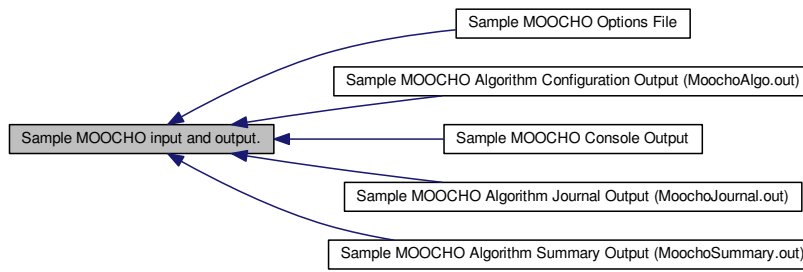 Sample MOOCHO Options File
Sample MOOCHO Algorithm Configuration Output (MoochoAlgo.out)
Sample MOOCHO input and output.
Sample MOOCHO Console Output
Sample MOOCHO Algorithm Journal Output (MoochoJournal.out)
Sample MOOCHO Algorithm Summary Output (MoochoSummary.out)